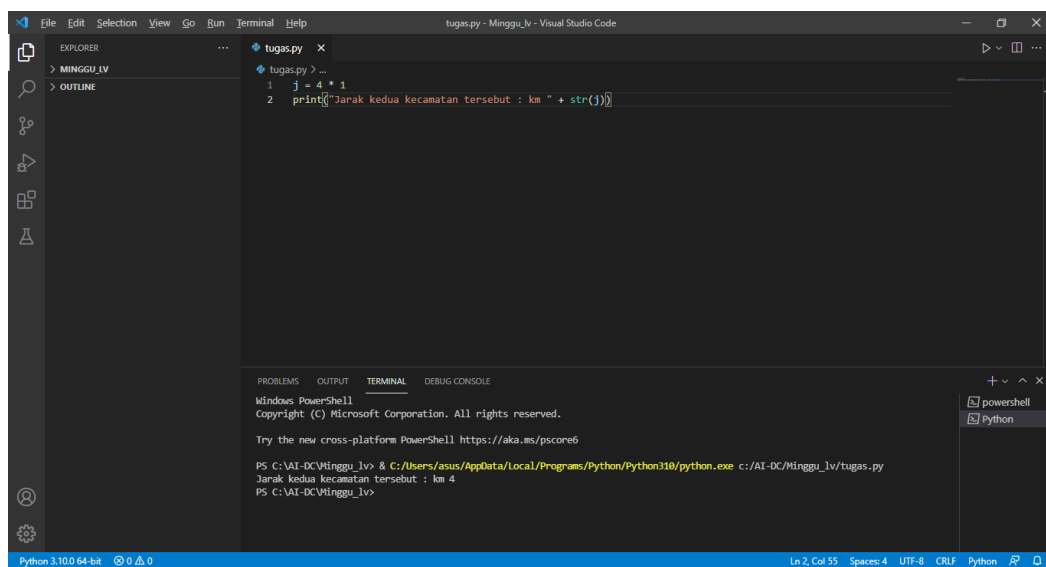 File Edit Selection View Go Run Terminal Help tugas.py - Minggu_lv - Visual Studio Code
EXPLORER
MINGGU_LV
OUTLINE
tugas.py
tugas.py > ...
1 j = 4 * 1
2 print("Jarak kedua kecamatan tersebut : km " + str(j))
PROBLEMS OUTPUT TERMINAL DEBUG CONSOLE
powershell
Python
Windows PowerShell
Copyright (C) Microsoft Corporation. All rights reserved.
Try the new cross-platform PowerShell https://aka.ms/pscore6
PS C:\AI-DC\Minggu_lv> & C:/Users/asus/AppData/Local/Programs/Python/Python310/python.exe c:/AI-DC/Minggu_lv/tugas.py
Jarak kedua kecamatan tersebut : km 4
PS C:\AI-DC\Minggu_lv>
Python 3.10.0 64-bit 0 0 Ln 2, Col 55 Spaces: 4 UTF-8 CRLF Python